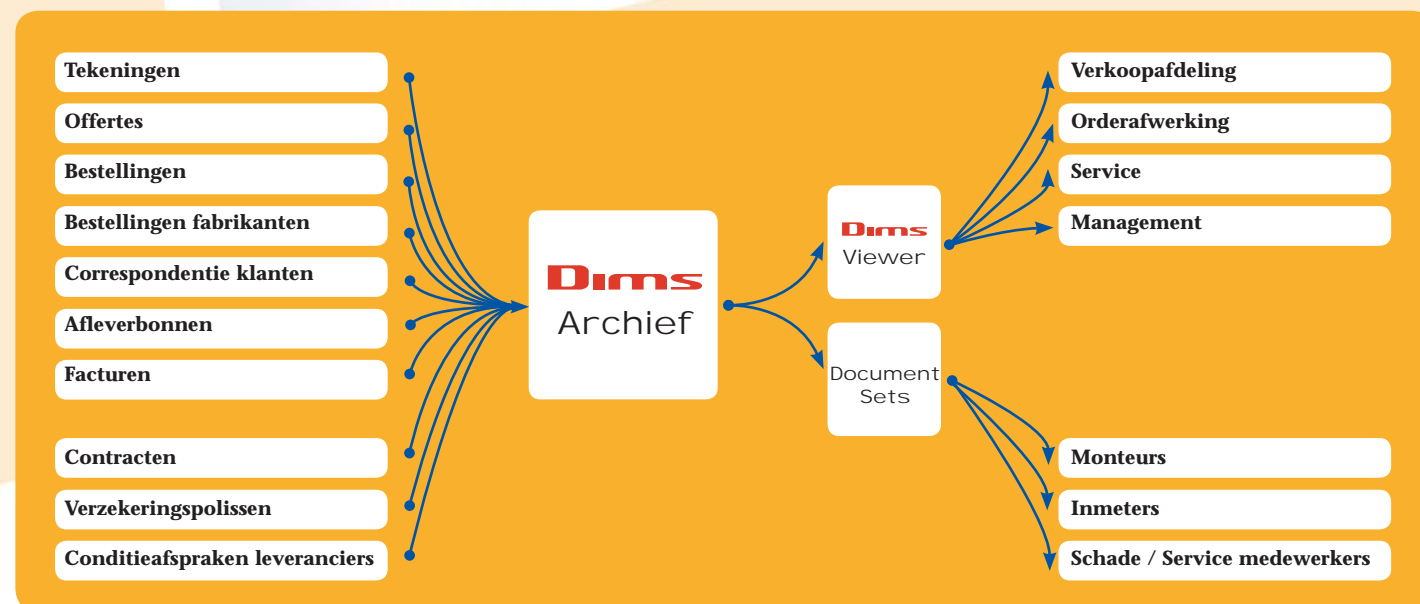 Tekeningen
Offertes
Bestellingen
Bestellingen fabrikanten
Correspondentie klanten
Afleverbonnen
Facturen
Contracten
Verzekeringspolissen
Conditieafspraken leveranciers
Dims
Archief
Dims
Viewer
Document
Sets
Verkoopafdeling
Orderafwerking
Service
Management
Monteurs
Inmeters
Schade / Service medewerkers